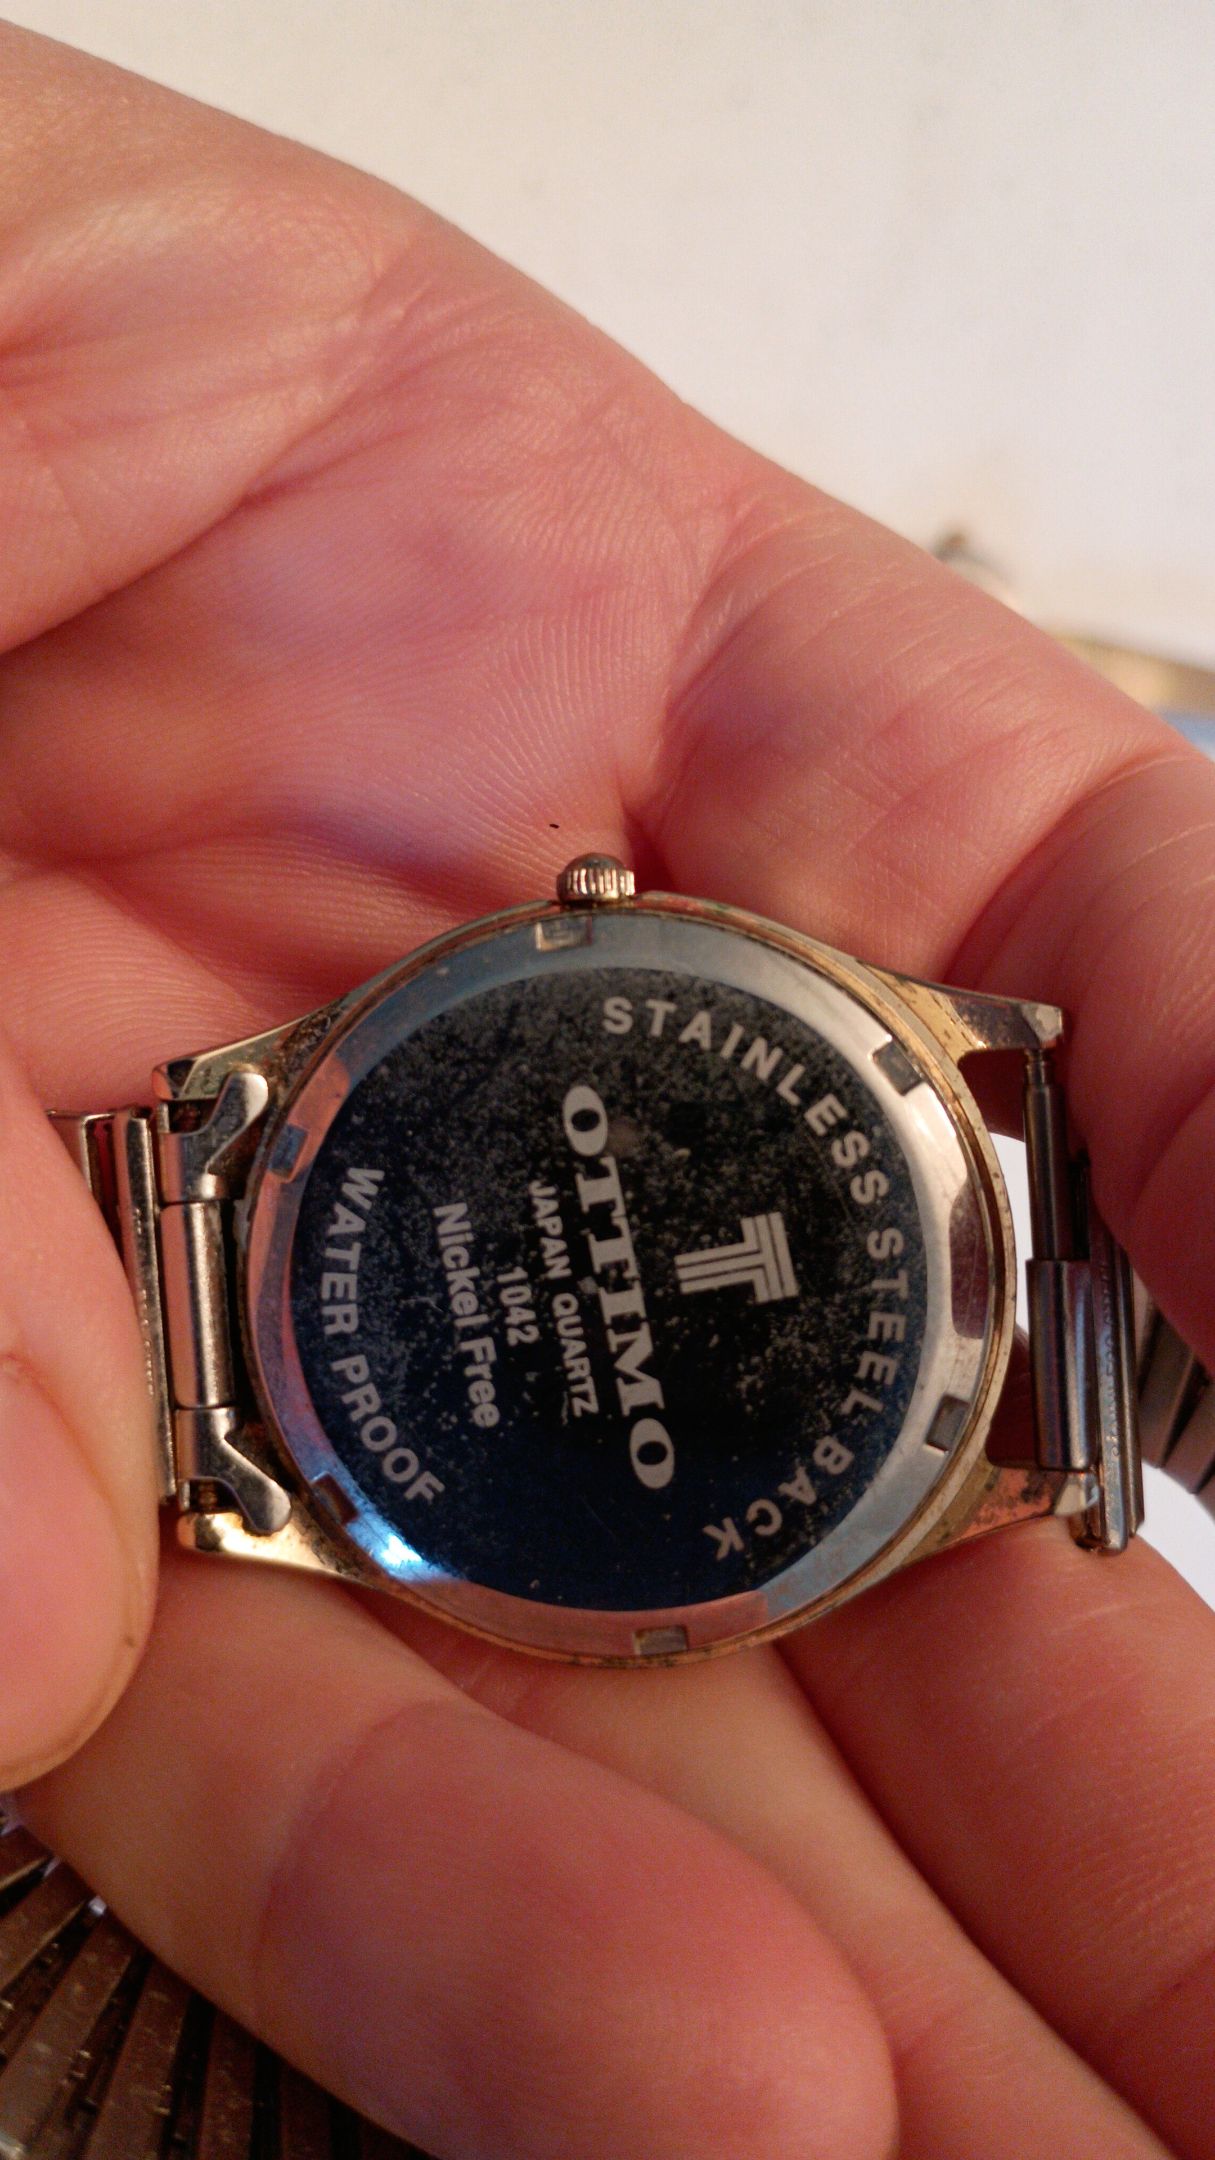 STAINLESS STEEL BACK
T
OTTIMO
JAPAN QUARTZ
1042
Nickel Free
WATER PROOF